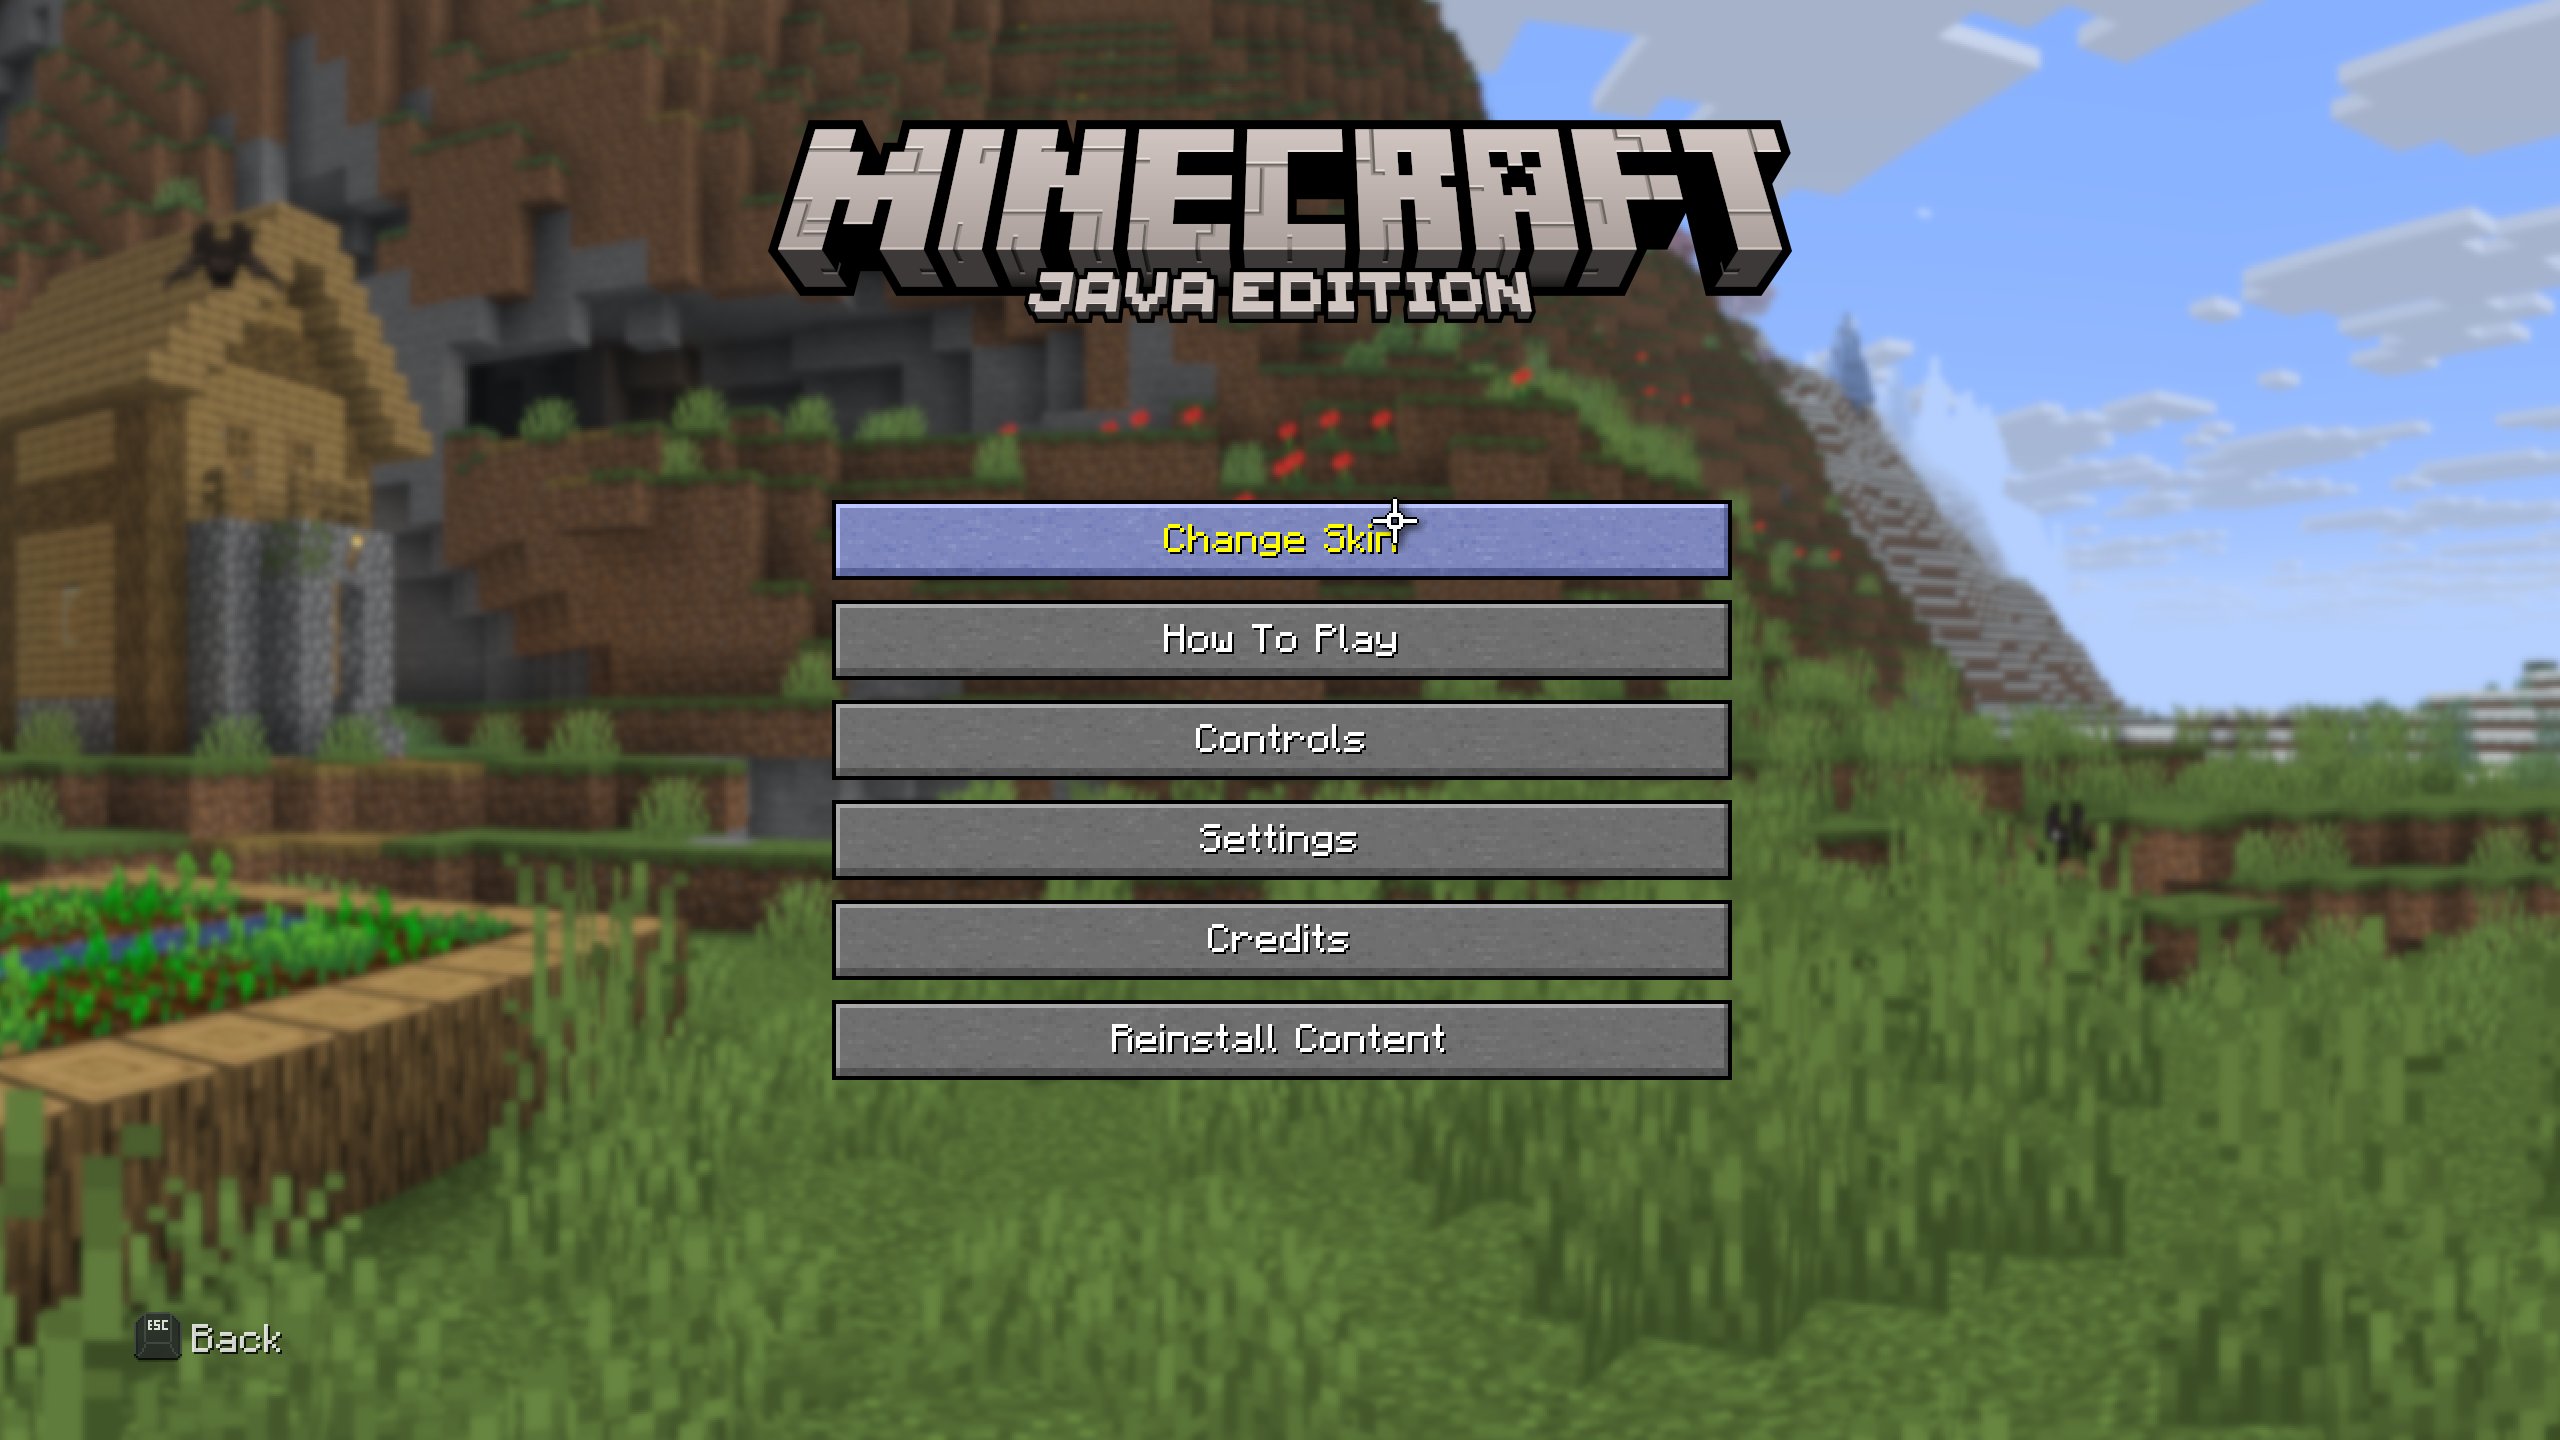 MINECRAFT
JAVA EDITION
Change Skin
How To Play
Controls
Settings
Credits
Reinstall Content
ESC Back